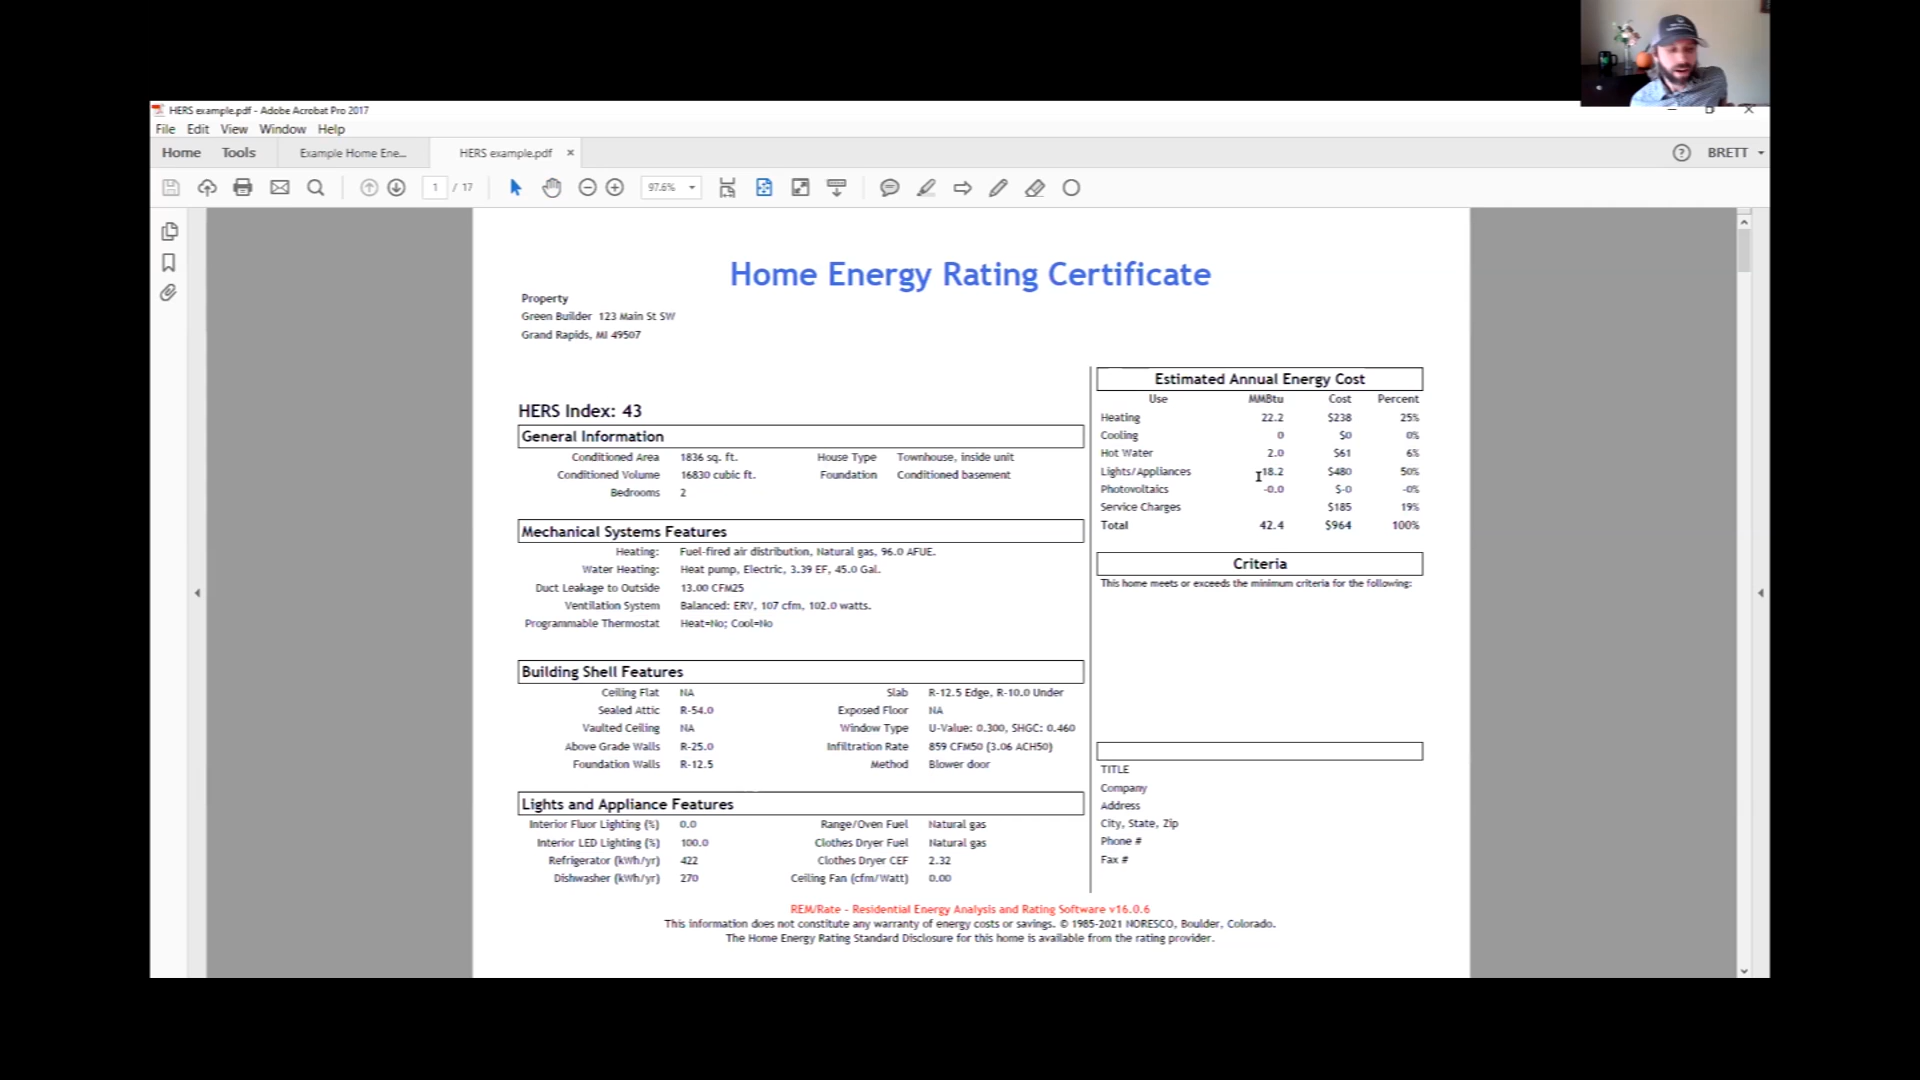 HERS example.pdf - Adobe Acrobat Pro 2017
File Edit View Window Help
Home Tools Example Home Ene... HERS example.pdf × ? BRETT
1 / 17 97.6%
Home Energy Rating Certificate
Property
Green Builder 123 Main St SW
Grand Rapids, MI 49507
HERS Index: 43
General Information
Conditioned Area 1836 sq. ft. House Type Townhouse, inside unit
Conditioned Volume 16830 cubic ft. Foundation Conditioned basement
Bedrooms 2
Mechanical Systems Features
Heating: Fuel-fired air distribution, Natural gas, 96.0 AFUE.
Water Heating: Heat pump, Electric, 3.39 EF, 45.0 Gal.
Duct Leakage to Outside 13.00 CFM25
Ventilation System Balanced: ERV, 107 cfm, 102.0 watts.
Programmable Thermostat Heat=No; Cool=No
Building Shell Features
Ceiling Flat NA Slab R-12.5 Edge, R-10.0 Under
Sealed Attic R-54.0 Exposed Floor NA
Vaulted Ceiling NA Window Type U-Value: 0.300, SHGC: 0.460
Above Grade Walls R-25.0 Infiltration Rate 859 CFM50 (3.06 ACH50)
Foundation Walls R-12.5 Method Blower door
Lights and Appliance Features
Interior Fluor Lighting (%) 0.0 Range/Oven Fuel Natural gas
Interior LED Lighting (%) 100.0 Clothes Dryer Fuel Natural gas
Refrigerator (kWh/yr) 422 Clothes Dryer CEF 2.32
Dishwasher (kWh/yr) 270 Ceiling Fan (cfm/Watt) 0.00
Estimated Annual Energy Cost
Use MMBtu Cost Percent
Heating 22.2 $238 25%
Cooling 0 $0 0%
Hot Water 2.0 $61 6%
Lights/Appliances 18.2 $480 50%
Photovoltaics -0.0 $-0 -0%
Service Charges $185 19%
Total 42.4 $964 100%
Criteria
This home meets or exceeds the minimum criteria for the following:
TITLE
Company
Address
City, State, Zip
Phone #
Fax #
REM/Rate - Residential Energy Analysis and Rating Software v16.0.6
This information does not constitute any warranty of energy costs or savings. © 1985-2021 NORESCO, Boulder, Colorado.
The Home Energy Rating Standard Disclosure for this home is available from the rating provider.